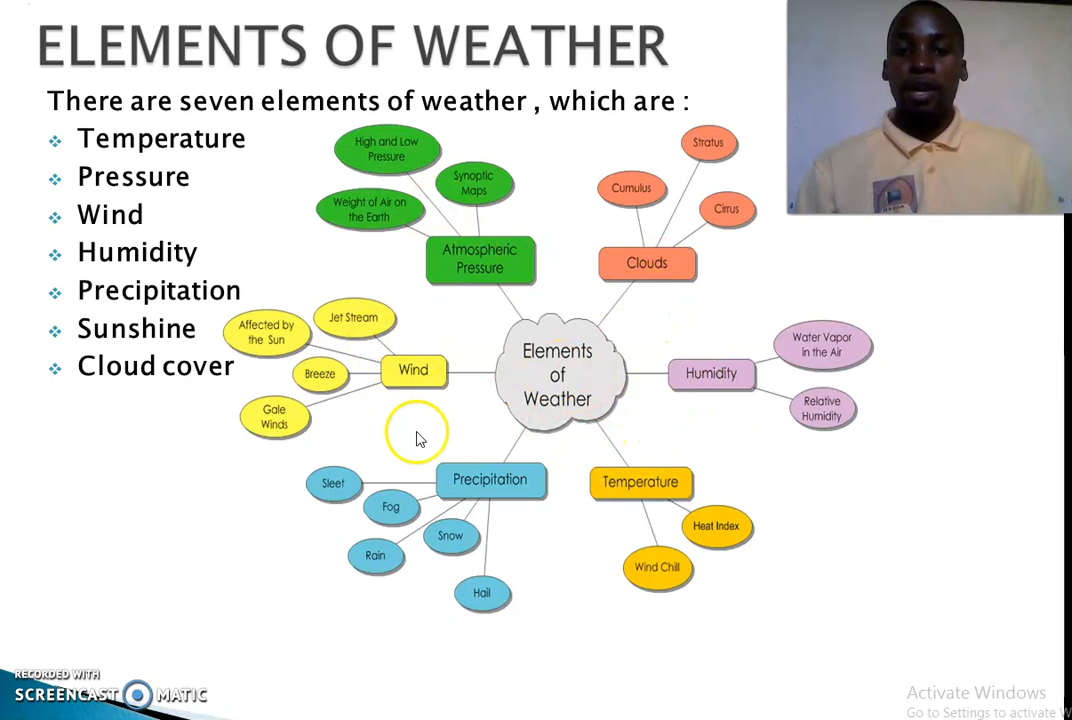 ELEMENTS OF WEATHER
There are seven elements of weather , which are :
Temperature
Pressure
Wind
Humidity
Precipitation
Sunshine
Cloud cover
High and Low
Pressure
Synoptic
Maps
Weight of Air on
the Earth
Atmospheric
Pressure
Stratus
Cumulus
Cirrus
Clouds
Affected by
the Sun
Jet Stream
Breeze
Gale
Winds
Wind
Elements
of
Weather
Humidity
Water Vapor
in the Air
Relative
Humidity
Precipitation
Sleet
Fog
Rain
Snow
Hail
Temperature
Heat Index
Wind Chill
RECORDED WITH
SCREENCAST MATIC
Activate Windows
Go to Settings to activate W